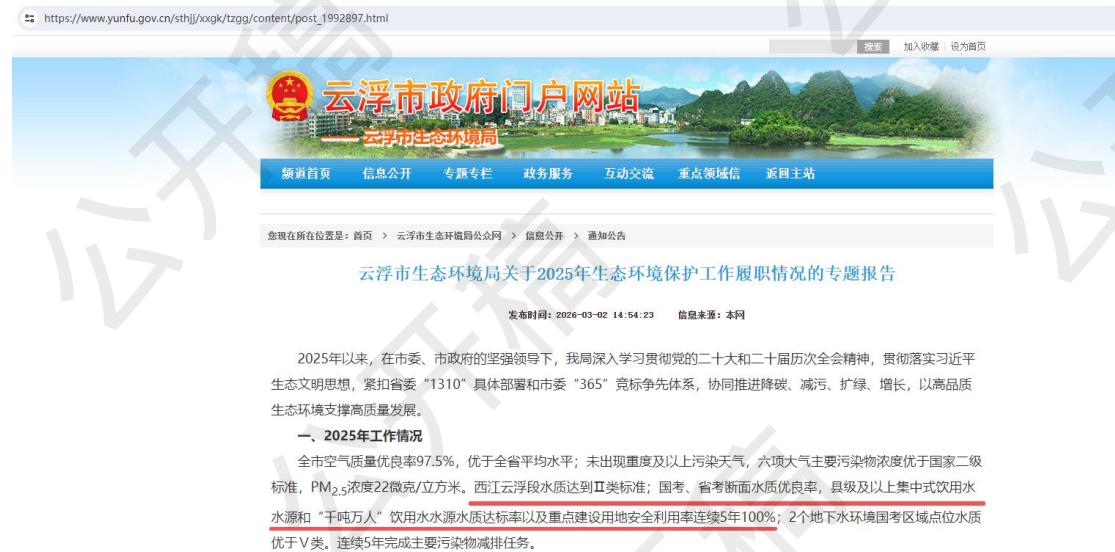 https://www.yunfu.gov.cn/sthjj/xxgk/tzgg/content/post_1992897.html
搜索 加入收藏 | 设为首页
云浮市政府门户网站
云浮市生态环境局
频道首页 信息公开 专题专栏 政务服务 互动交流 重点领域信 返回主站
您现在所在位置是：首页 > 云浮市生态环境局公众网 > 信息公开 > 通知公告
云浮市生态环境局关于2025年生态环境保护工作履职情况的专题报告
发布时间：2026-03-02 14:54:23 信息来源：本网
2025年以来，在市委、市政府的坚强领导下，我局深入学习贯彻党的二十大和二十届历次全会精神，贯彻落实习近平
生态文明思想，紧扣省委“1310”具体部署和市委“365”竞标争先体系，协同推进降碳、减污、扩绿、增长，以高品质
生态环境支撑高质量发展。
一、2025年工作情况
全市空气质量优良率97.5%，优于全省平均水平；未出现重度及以上污染天气，六项大气主要污染物浓度优于国家二级
标准，PM2.5浓度22微克/立方米。西江云浮段水质达到Ⅱ类标准；国考、省考断面水质优良率，县级及以上集中式饮用水
水源和“千吨万人”饮用水水源水质达标率以及重点建设用地安全利用率连续5年100%；2个地下水环境国考区域点位水质
优于Ⅴ类。连续5年完成主要污染物减排任务。
公开稿
公开稿
公开稿